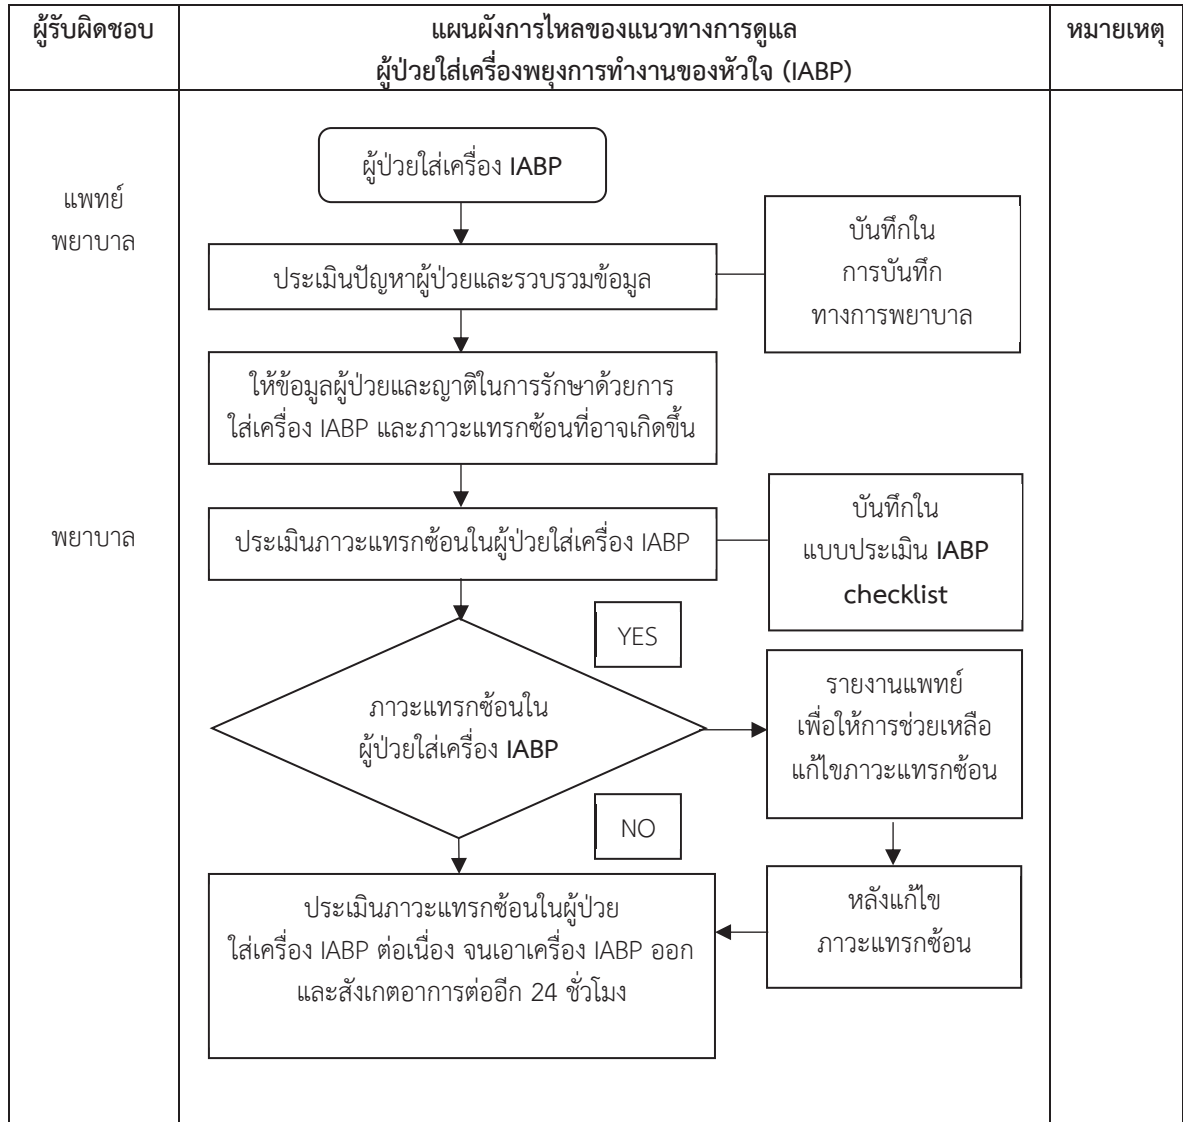 ผู้รับผิดชอบ
แผนผังการไหลของแนวทางการดูแล
ผู้ป่วยใส่เครื่องพยุงการทำงานของหัวใจ (IABP)
หมายเหตุ
ผู้ป่วยใส่เครื่อง IABP
แพทย์
พยาบาล
ประเมินปัญหาผู้ป่วยและรวบรวมข้อมูล
บันทึกใน
การบันทึก
ทางการพยาบาล
ให้ข้อมูลผู้ป่วยและญาติในการรักษาด้วยการ
ใส่เครื่อง IABP และภาวะแทรกซ้อนที่อาจเกิดขึ้น
พยาบาล
ประเมินภาวะแทรกซ้อนในผู้ป่วยใส่เครื่อง IABP
บันทึกใน
แบบประเมิน IABP
checklist
YES
ภาวะแทรกซ้อนใน
ผู้ป่วยใส่เครื่อง IABP
รายงานแพทย์
เพื่อให้การช่วยเหลือ
แก้ไขภาวะแทรกซ้อน
NO
หลังแก้ไข
ภาวะแทรกซ้อน
ประเมินภาวะแทรกซ้อนในผู้ป่วย
ใส่เครื่อง IABP ต่อเนื่อง จนเอาเครื่อง IABP ออก
และสังเกตอาการต่ออีก 24 ชั่วโมง